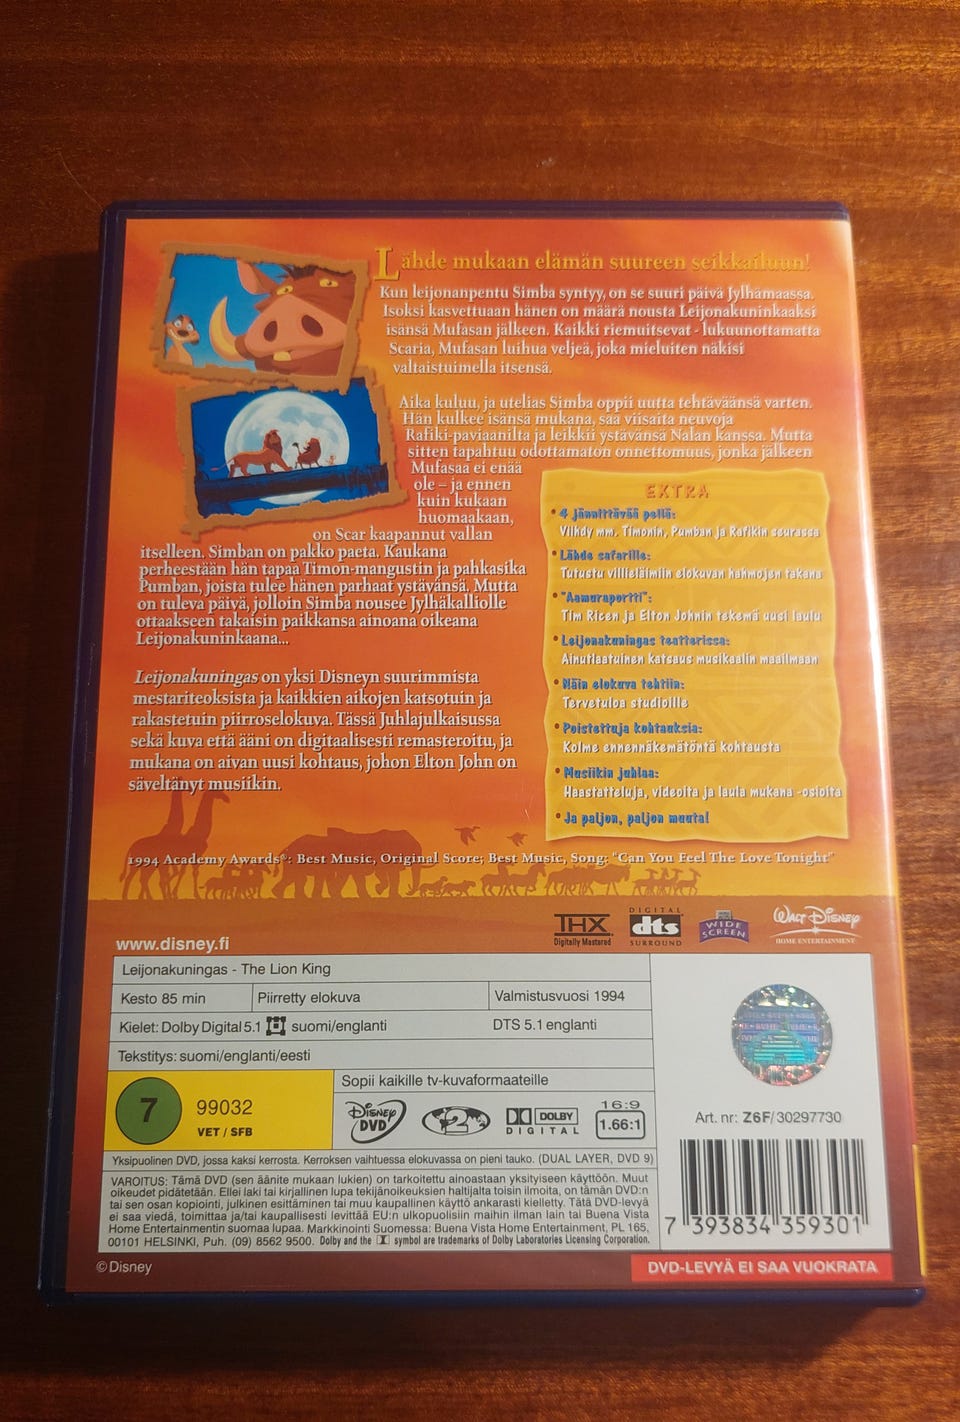 Lähde mukaan elämän suureen seikkailuun!
Kun leijonanpentu Simba syntyy, on se suuri päivä Jylhämaassa.
Isoksi kasvettuaan hänen on määrä nousta Leijonakuninkaaksi
isänsä Mufasan jälkeen. Kaikki riemuitsevat - lukuunottamatta
Scaria, Mufasan luihua veljeä, joka mieluiten näkisi
valtaistuimella itsensä.
Aika kuluu, ja utelias Simba oppii uutta tehtäväänsä varten.
Hän kulkee isänsä mukana, saa viisaita neuvoja
Rafiki-paviaanilta ja leikkii ystävänsä Nalan kanssa. Mutta
sitten tapahtuu odottamaton onnettomuus, jonka jälkeen
Mufasaa ei enää
ole – ja ennen
kuin kukaan
huomaakaan,
on Scar kaapannut vallan
itselleen. Simban on pakko paeta. Kaukana
perheestään hän tapaa Timon-mangustin ja pahkasika
Pumban, joista tulee hänen parhaat ystävänsä. Mutta
on tuleva päivä, jolloin Simba nousee Jylhäkalliolle
ottaakseen takaisin paikkansa ainoana oikeana
Leijonakuninkaana...
Leijonakuningas on yksi Disneyn suurimmista
mestariteoksista ja kaikkien aikojen katsotuin ja
rakastetuin piirroselokuva. Tässä Juhlajulkaisussa
sekä kuva että ääni on digitaalisesti remasteroitu, ja
mukana on aivan uusi kohtaus, johon Elton John on
säveltänyt musiikin.
EXTRA
• 4 jännittävää peliä:
Viihdy mm. Timonin, Pumban ja Rafikin seurassa
• Lähde safarille:
Tutustu villieläimiin elokuvan hahmojen takana
• "Aamuraportti":
Tim Ricen ja Elton Johnin tekemä uusi laulu
• Leijonakuningas teatterissa:
Ainutlaatuinen katsaus musikaalin maailmaan
• Näin elokuva tehtiin:
Tervetuloa studioille
• Poistettuja kohtauksia:
Kolme ennennäkemätöntä kohtausta
• Musiikin juhlaa:
Haastatteluja, videoita ja laula mukana -osioita
• Ja paljon, paljon muuta!
1994 Academy Awards®: Best Music, Original Score; Best Music, Song: "Can You Feel The Love Tonight"
www.disney.fi
THX
Digitally Mastered
DIGITAL
dts
SURROUND
WIDE
SCREEN
WALT DISNEY
HOME ENTERTAINMENT
Leijonakuningas - The Lion King
Kesto 85 min
Piirretty elokuva
Valmistusvuosi 1994
Kielet: Dolby Digital 5.1 suomi/englanti
DTS 5.1 englanti
Tekstitys: suomi/englanti/eesti
7
99032
VET / SFB
Sopii kaikille tv-kuvaformaateille
DISNEY
DVD
2
DOLBY
DIGITAL
16:9
1.66:1
Yksipuolinen DVD, jossa kaksi kerrosta. Kerroksen vaihtuessa elokuvassa on pieni tauko. (DUAL LAYER, DVD 9)
VAROITUS: Tämä DVD (sen äänite mukaan lukien) on tarkoitettu ainoastaan yksityiseen käyttöön. Muut
oikeudet pidätetään. Ellei laki tai kirjallinen lupa tekijänoikeuksien haltijalta toisin ilmoita, on tämän DVD:n
tai sen osan kopiointi, julkinen esittäminen tai muu kaupallinen käyttö ankarasti kielletty. Tätä DVD-levyä
ei saa viedä, toimittaa ja/tai kaupallisesti levittää EU:n ulkopuolisiin maihin ilman lain tai Buena Vista
Home Entertainmentin suomaa lupaa. Markkinointi Suomessa: Buena Vista Home Entertainment, PL 165,
00101 HELSINKI, Puh. (09) 8562 9500. Dolby and the symbol are trademarks of Dolby Laboratories Licensing Corporation.
Art. nr: Z6F/30297730
7 393834 359301
© Disney
DVD-LEVYÄ EI SAA VUOKRATA